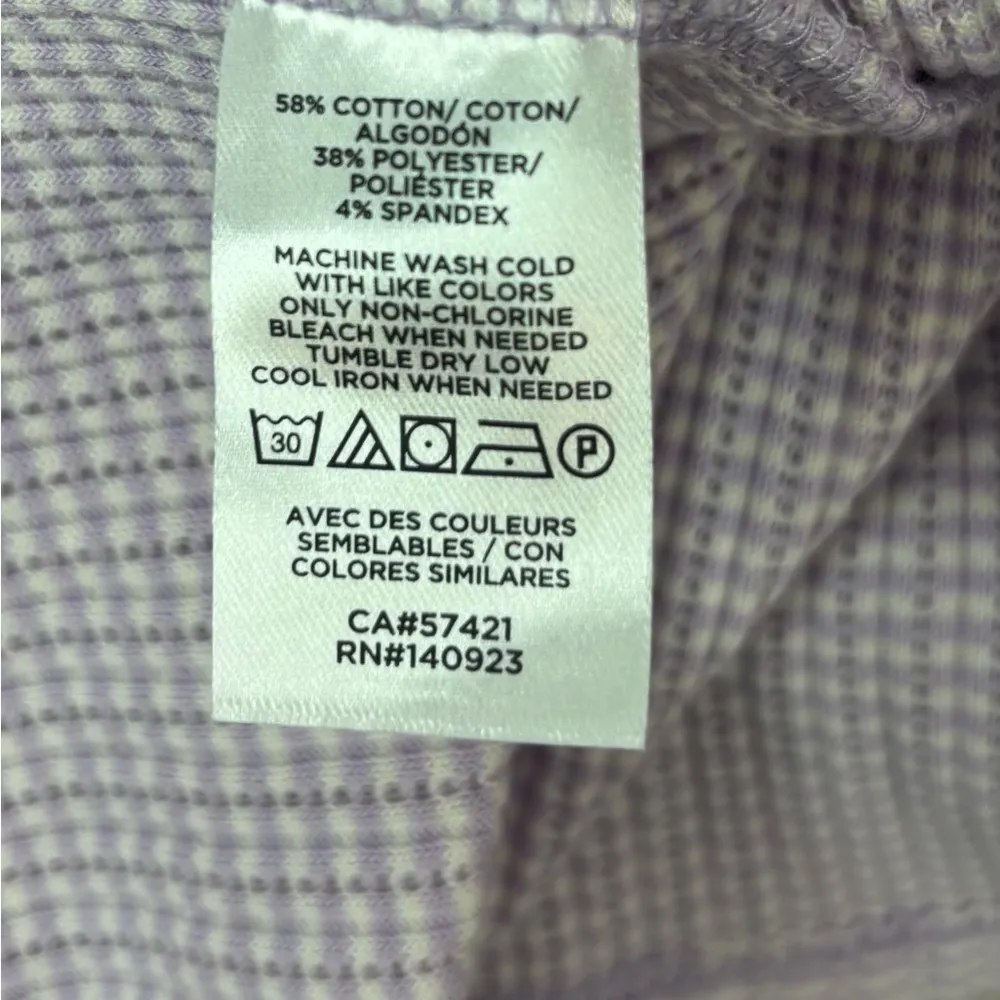 58% COTTON/ COTON/
ALGODÓN
38% POLYESTER/
POLIÉSTER
4% SPANDEX
MACHINE WASH COLD
WITH LIKE COLORS
ONLY NON-CHLORINE
BLEACH WHEN NEEDED
TUMBLE DRY LOW
COOL IRON WHEN NEEDED
30 P
AVEC DES COULEURS
SEMBLABLES / CON
COLORES SIMILARES
CA#57421
RN#140923